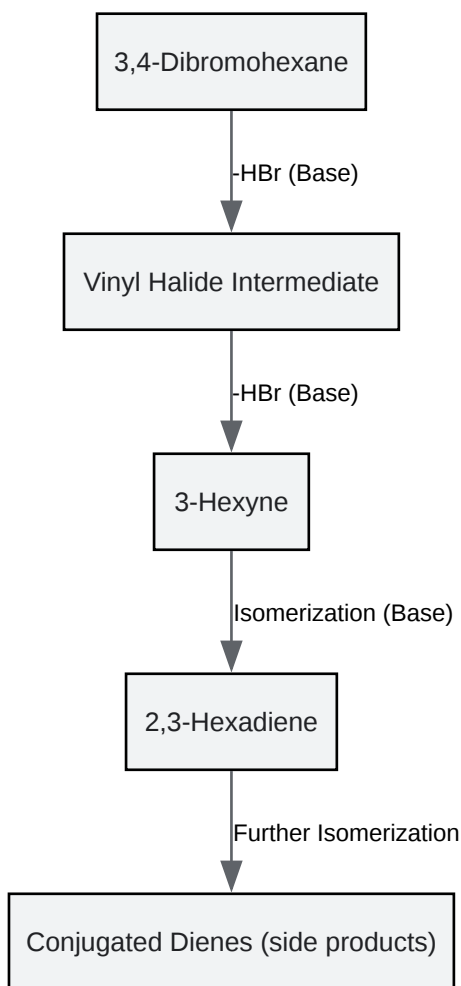 3,4-Dibromohexane
-HBr (Base)
Vinyl Halide Intermediate
-HBr (Base)
3-Hexyne
Isomerization (Base)
2,3-Hexadiene
Further Isomerization
Conjugated Dienes (side products)